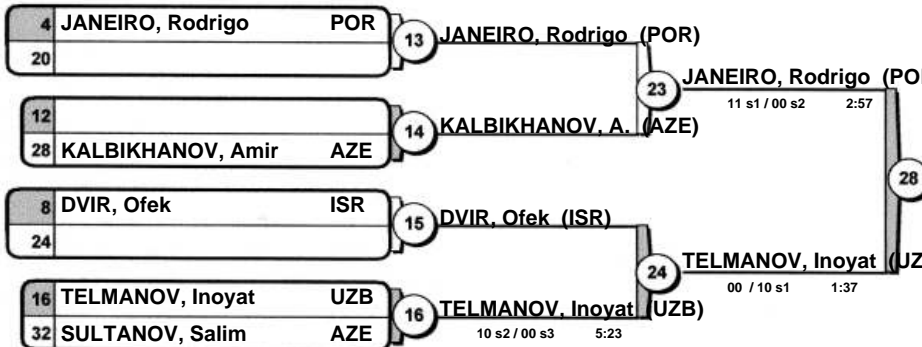 4 JANEIRO, Rodrigo POR
20
13
JANEIRO, Rodrigo (POR)
12
28 KALBIKHANOV, Amir AZE
14
KALBIKHANOV, A. (AZE)
23
JANEIRO, Rodrigo (PO
11 s1 / 00 s2 2:57
8 DVIR, Ofek ISR
24
15
DVIR, Ofek (ISR)
16 TELMANOV, Inoyat UZB
32 SULTANOV, Salim AZE
16
TELMANOV, Inoyat (UZB)
10 s2 / 00 s3 5:23
24
TELMANOV, Inoyat (UZ
00 / 10 s1 1:37
28